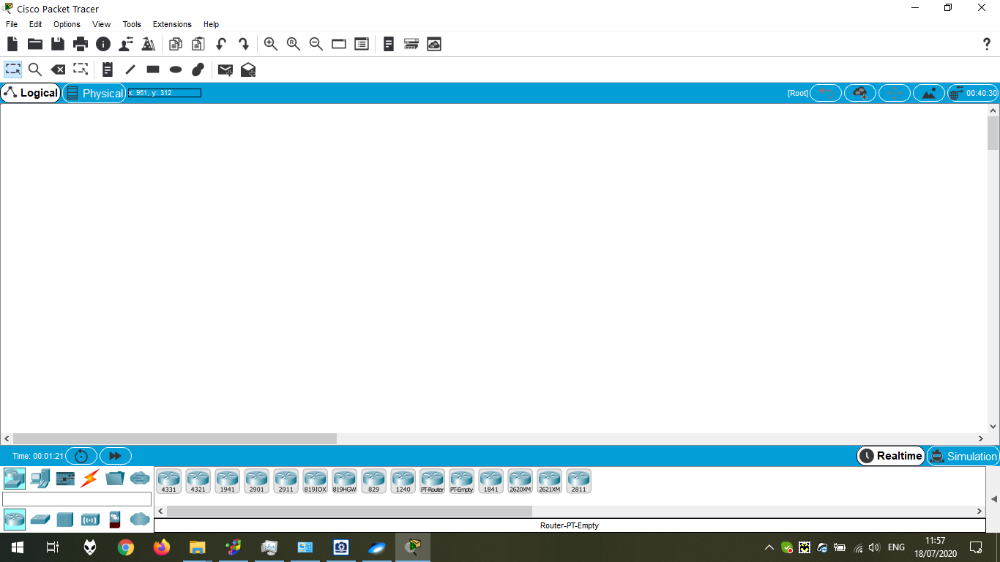 Cisco Packet Tracer
File Edit Options View Tools Extensions Help
R
?
Logical Physical x: 951, y: 312 [Root] 00:40:30
Time: 00:01:21 Realtime Simulation
4331 4321 1941 2901 2911 819IOX 819HGW 829 1240 PT-Router PT-Empty 1841 2620XM 2621XM 2811
Router-PT-Empty
ENG 11:57
18/07/2020